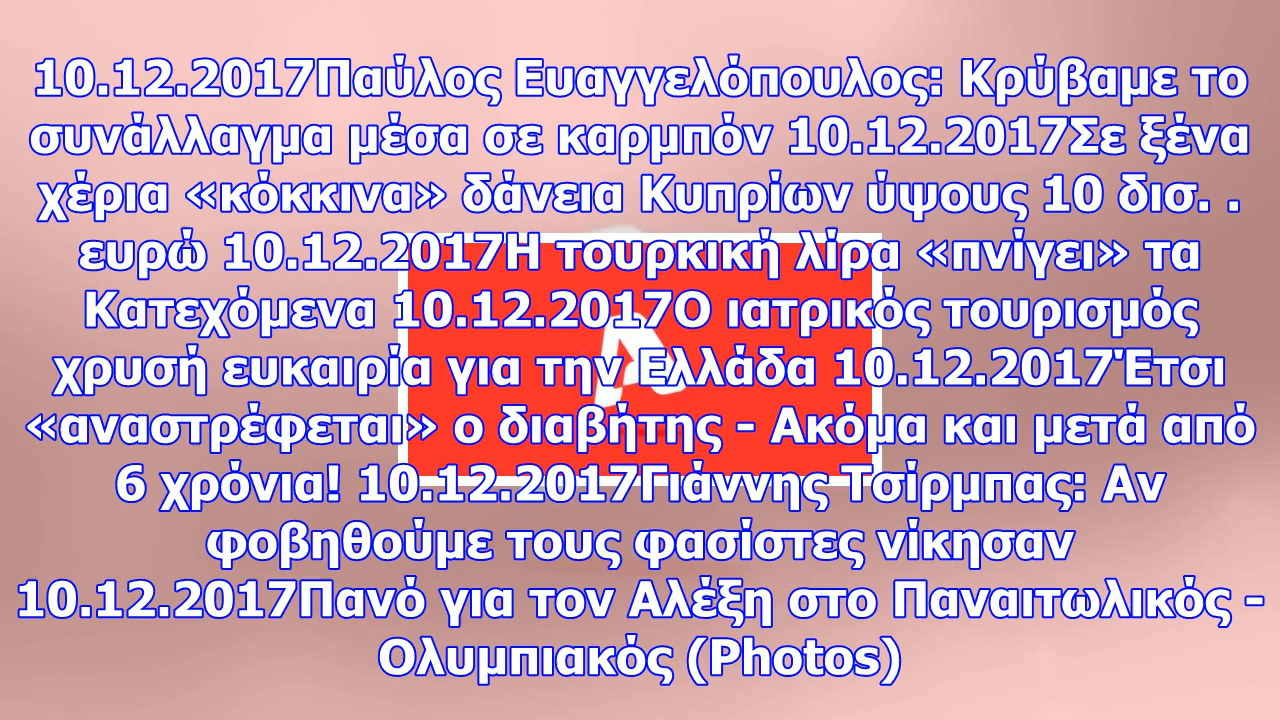 10.12.2017Παύλος Ευαγγελόπουλος: Κρύβαμε το
συνάλλαγμα μέσα σε καρμπόν 10.12.2017Σε ξένα
χέρια «κόκκινα» δάνεια Κυπρίων ύψους 10 δισ. .
ευρώ 10.12.2017Η τουρκική λίρα «πνίγει» τα
Κατεχόμενα 10.12.2017Ο ιατρικός τουρισμός
χρυσή ευκαιρία για την Ελλάδα 10.12.2017Έτσι
«αναστρέφεται» ο διαβήτης - Ακόμα και μετά από
6 χρόνια! 10.12.2017Γιάννης Τσίρμπας: Αν
φοβηθούμε τους φασίστες νίκησαν
10.12.2017Πανό για τον Αλέξη στο Παναιτωλικός -
Ολυμπιακός (Photos)